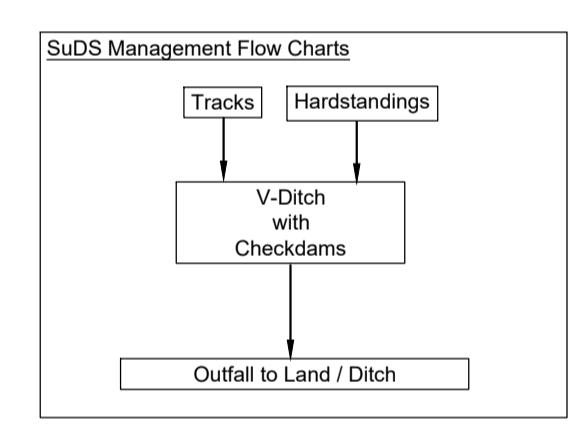 SuDS Management Flow Charts
Tracks
Hardstandings
V-Ditch
with
Checkdams
Outfall to Land / Ditch